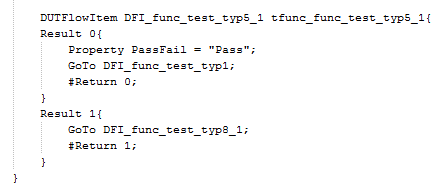 DUTFlowItem DFI_func_test_typ5_1 tfunc_test_typ5_1{
Result 0{
Property PassFail = "Pass";
GoTo DFI_func_test_typ1;
#Return 0;
}
Result 1{
GoTo DFI_func_test_typ8_1;
#Return 1;
}
}